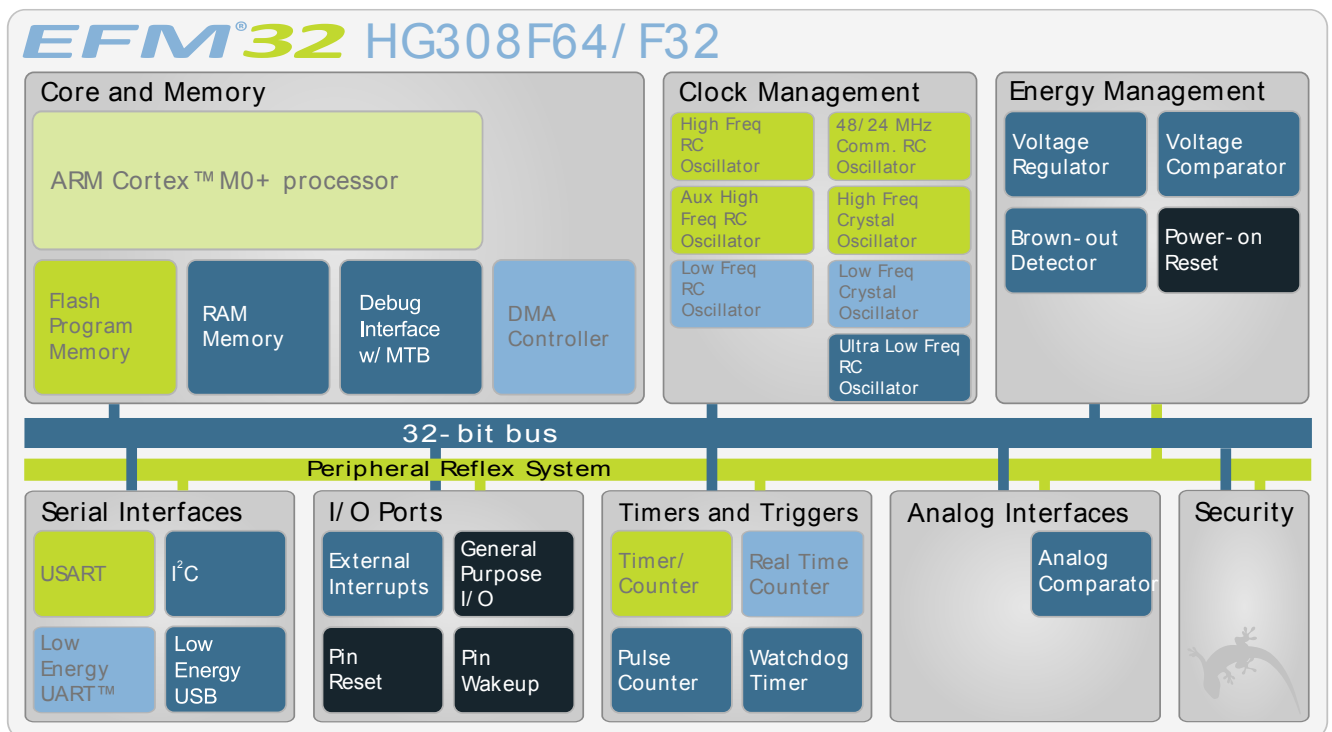 EFM®32 HG308F64/F32
Core and Memory
ARM Cortex™ M0+ processor
Flash
Program
Memory
RAM
Memory
Debug
Interface
w/ MTB
DMA
Controller
Clock Management
High Freq
RC
Oscillator
48/24 MHz
Comm. RC
Oscillator
Aux High
Freq RC
Oscillator
High Freq
Crystal
Oscillator
Low Freq
RC
Oscillator
Low Freq
Crystal
Oscillator
Ultra Low Freq
RC
Oscillator
Energy Management
Voltage
Regulator
Voltage
Comparator
Brown-out
Detector
Power-on
Reset
32-bit bus
Peripheral Reflex System
Serial Interfaces
USART
I²C
Low
Energy
UART™
Low
Energy
USB
I/O Ports
External
Interrupts
General
Purpose
I/O
Pin
Reset
Pin
Wakeup
Timers and Triggers
Timer/
Counter
Real Time
Counter
Pulse
Counter
Watchdog
Timer
Analog Interfaces
Analog
Comparator
Security